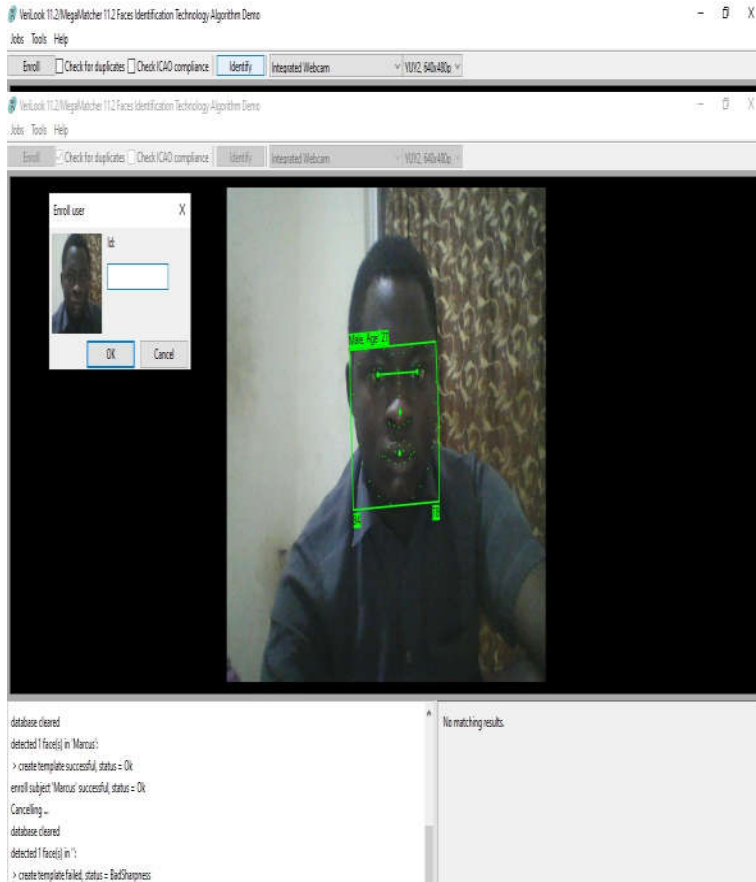 VeriLook 11.2/MegaMatcher 11.2 Faces Identification Technology Algorithm Demo
Jobs Tools Help
Enroll Check for duplicates Check ICAO compliance Identify Integrated Webcam YUY2, 640x480p
VeriLook 11.2/MegaMatcher 11.2 Faces Identification Technology Algorithm Demo
Jobs Tools Help
Enroll Check for duplicates Check ICAO compliance Identify Integrated Webcam YUY2, 640x480p
Enroll user X
Id:
OK Cancel
Male, Age: 27
database cleared
detected 1 face(s) in 'Marcus':
> create template successful, status = Ok
enroll subject 'Marcus' successful, status = Ok
Cancelling ...
database cleared
detected 1 face(s) in '':
> create template failed, status = BadSharpness
No matching results.